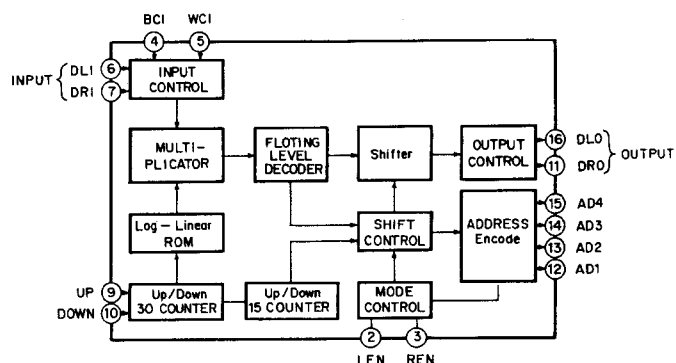 BCI WCI
4 5
INPUT DLI 6 INPUT CONTROL
DRI 7
MULTI-PLICATOR
FLOTING LEVEL DECODER
Shifter
OUTPUT CONTROL
16 DLO OUTPUT
11 DRO
Log-Linear ROM
SHIFT CONTROL
ADDRESS Encode
15 AD4
14 AD3
13 AD2
12 AD1
UP 9
DOWN 10
Up/Down 30 COUNTER
Up/Down 15 COUNTER
MODE CONTROL
2 3
LEN REN